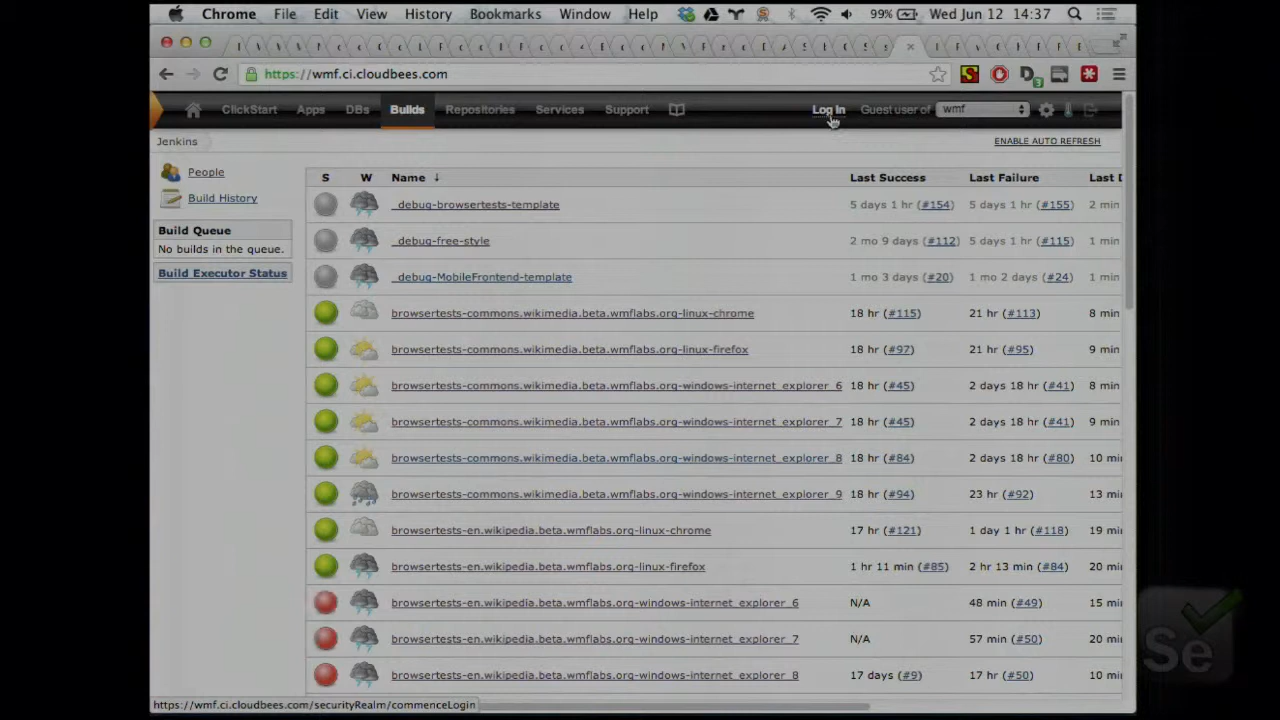 Chrome File Edit View History Bookmarks Window Help 99% Wed Jun 12 14:37
https://wmf.ci.cloudbees.com
ClickStart Apps DBs Builds Repositories Services Support Log In Guest user of wmf
Jenkins ENABLE AUTO REFRESH
People
Build History
Build Queue
No builds in the queue.
Build Executor Status
S W Name ↓ Last Success Last Failure Last D
_debug-browsertests-template 5 days 1 hr (#154) 5 days 1 hr (#155) 2 min
_debug-free-style 2 mo 9 days (#112) 5 days 1 hr (#115) 1 min
_debug-MobileFrontend-template 1 mo 3 days (#20) 1 mo 2 days (#24) 1 min
browsertests-commons.wikimedia.beta.wmflabs.org-linux-chrome 18 hr (#115) 21 hr (#113) 8 min
browsertests-commons.wikimedia.beta.wmflabs.org-linux-firefox 18 hr (#97) 21 hr (#95) 9 min
browsertests-commons.wikimedia.beta.wmflabs.org-windows-internet_explorer_6 18 hr (#45) 2 days 18 hr (#41) 8 min
browsertests-commons.wikimedia.beta.wmflabs.org-windows-internet_explorer_7 18 hr (#45) 2 days 18 hr (#41) 9 min
browsertests-commons.wikimedia.beta.wmflabs.org-windows-internet_explorer_8 18 hr (#84) 2 days 18 hr (#80) 10 min
browsertests-commons.wikimedia.beta.wmflabs.org-windows-internet_explorer_9 18 hr (#94) 23 hr (#92) 13 min
browsertests-en.wikipedia.beta.wmflabs.org-linux-chrome 17 hr (#121) 1 day 1 hr (#118) 19 min
browsertests-en.wikipedia.beta.wmflabs.org-linux-firefox 1 hr 11 min (#85) 2 hr 13 min (#84) 20 min
browsertests-en.wikipedia.beta.wmflabs.org-windows-internet_explorer_6 N/A 48 min (#49) 15 min
browsertests-en.wikipedia.beta.wmflabs.org-windows-internet_explorer_7 N/A 57 min (#50) 20 min
browsertests-en.wikipedia.beta.wmflabs.org-windows-internet_explorer_8 17 days (#9) 17 hr (#50) 10 min
https://wmf.ci.cloudbees.com/securityRealm/commenceLogin
Se